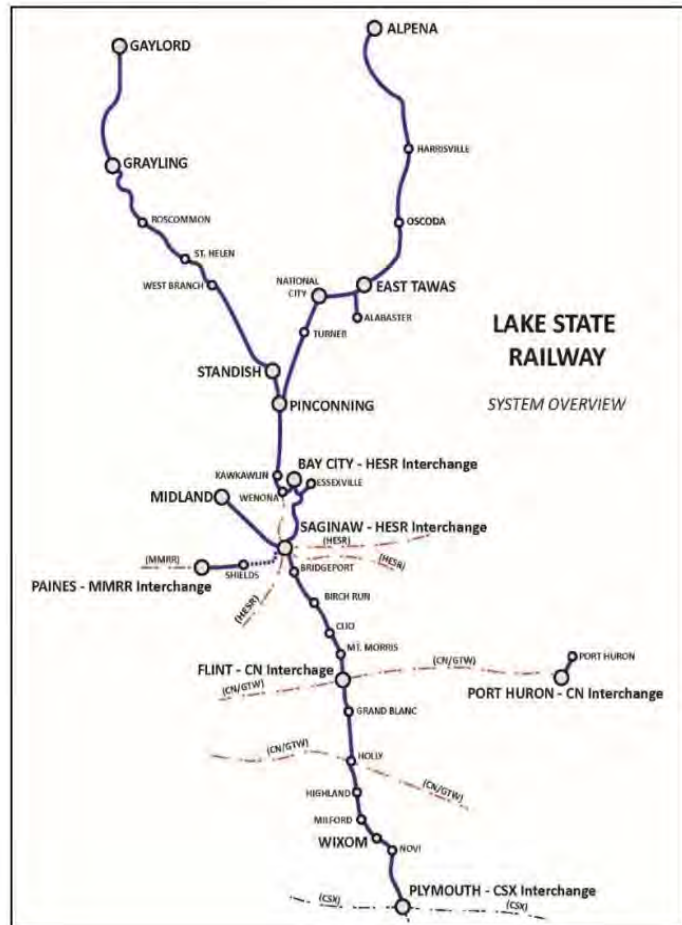 ALPENA
GAYLORD
HARRISVILLE
GRAYLING
ROSCOMMON
OSCODA
ST. HELEN
NATIONAL
CITY
EAST TAWAS
WEST BRANCH
ALABASTER
TURNER
LAKE STATE
RAILWAY
STANDISH
PINCONNING
SYSTEM OVERVIEW
BAY CITY - HESR Interchange
KAWKAWLIN
ESSEXVILLE
MIDLAND
WENONA
SAGINAW - HESR Interchange
(HESR)
(MMRR)
(HESR)
SHIELDS
BRIDGEPORT
PAINES - MMRR Interchange
(HESR)
BIRCH RUN
CLIO
MT. MORRIS
PORT HURON
(CN/GTW)
FLINT - CN Interchage
(CN/GTW)
PORT HURON - CN Interchange
GRAND BLANC
(CN/GTW)
HOLLY
(CN/GTW)
HIGHLAND
MILFORD
WIXOM
NOVI
PLYMOUTH - CSX Interchange
(CSX)
(CSX)